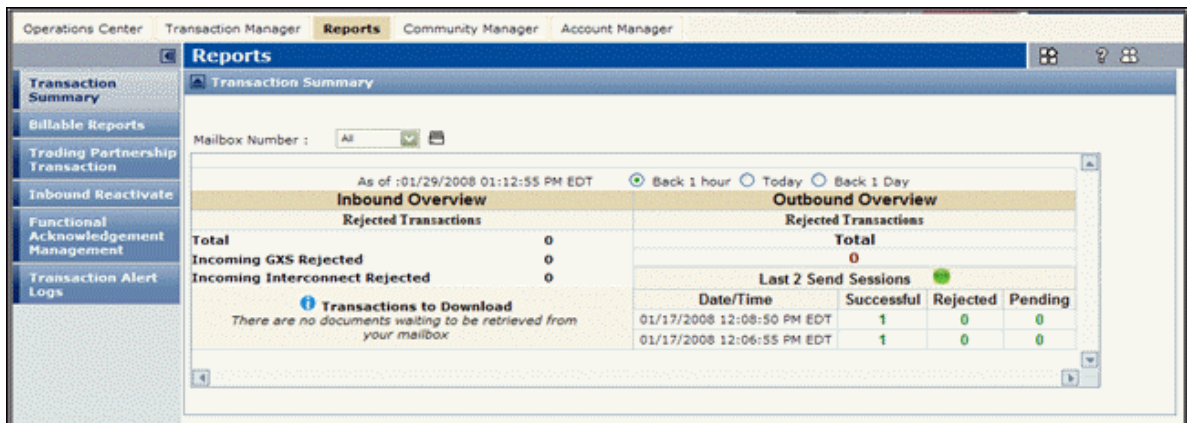 Operations Center Transaction Manager Reports Community Manager Account Manager
Reports
Transaction Summary
Billable Reports
Trading Partnership Transaction
Inbound Reactivate
Functional Acknowledgement Management
Transaction Alert Logs
Transaction Summary
Mailbox Number : All
As of :01/29/2008 01:12:55 PM EDT Back 1 hour Today Back 1 Day
Inbound Overview
Rejected Transactions
Total 0
Incoming GXS Rejected 0
Incoming Interconnect Rejected 0
Transactions to Download
There are no documents waiting to be retrieved from
your mailbox
Outbound Overview
Rejected Transactions
Total
0
Last 2 Send Sessions
Date/Time Successful Rejected Pending
01/17/2008 12:08:50 PM EDT 1 0 0
01/17/2008 12:06:55 PM EDT 1 0 0